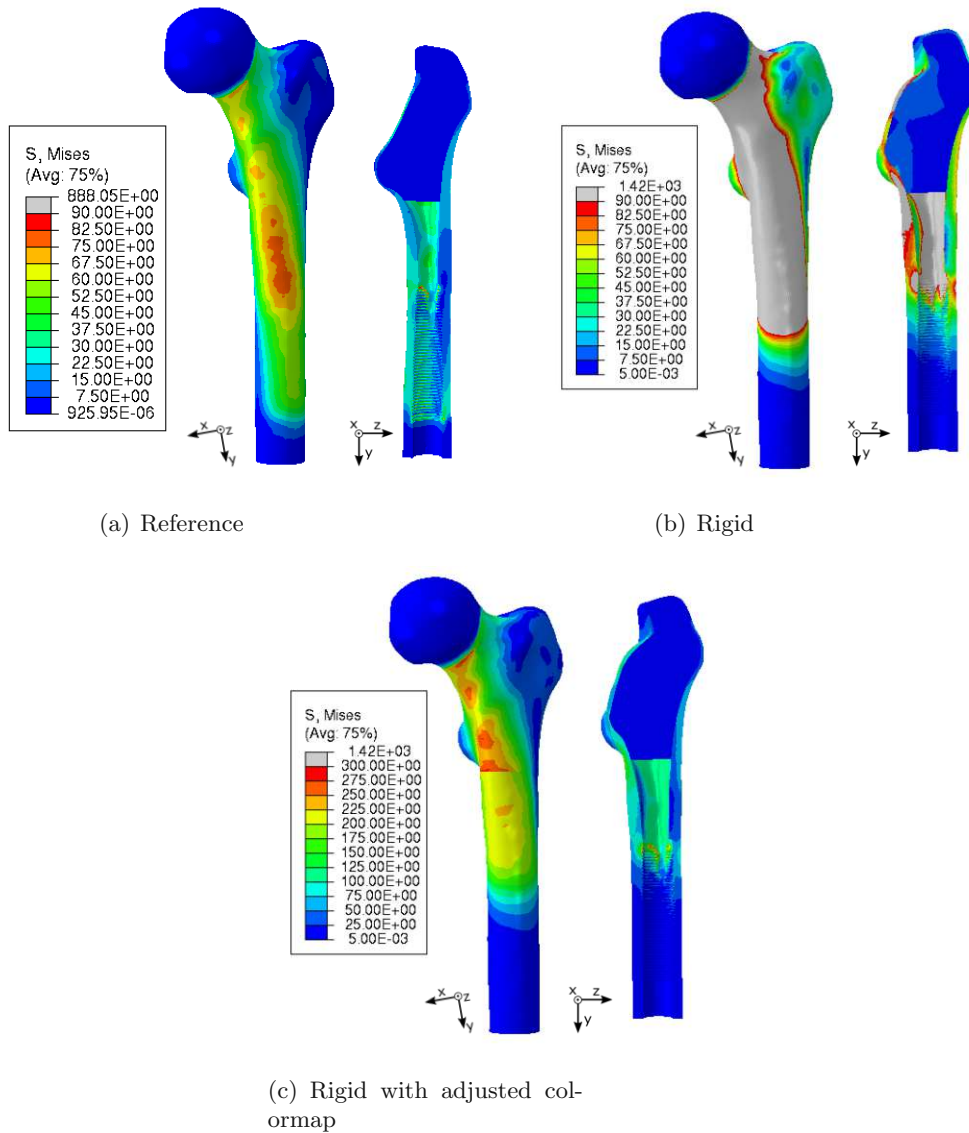 S, Mises
(Avg: 75%)
888.05E+00
90.00E+00
82.50E+00
75.00E+00
67.50E+00
60.00E+00
52.50E+00
45.00E+00
37.50E+00
30.00E+00
22.50E+00
15.00E+00
7.50E+00
925.95E-06
x
z
y
x
z
y
(a) Reference
S, Mises
(Avg: 75%)
1.42E+03
90.00E+00
82.50E+00
75.00E+00
67.50E+00
60.00E+00
52.50E+00
45.00E+00
37.50E+00
30.00E+00
22.50E+00
15.00E+00
7.50E+00
5.00E-03
x
z
y
x
z
y
(b) Rigid
S, Mises
(Avg: 75%)
1.42E+03
300.00E+00
275.00E+00
250.00E+00
225.00E+00
200.00E+00
175.00E+00
150.00E+00
125.00E+00
100.00E+00
75.00E+00
50.00E+00
25.00E+00
5.00E-03
x
z
y
x
z
y
(c) Rigid with adjusted col-
ormap